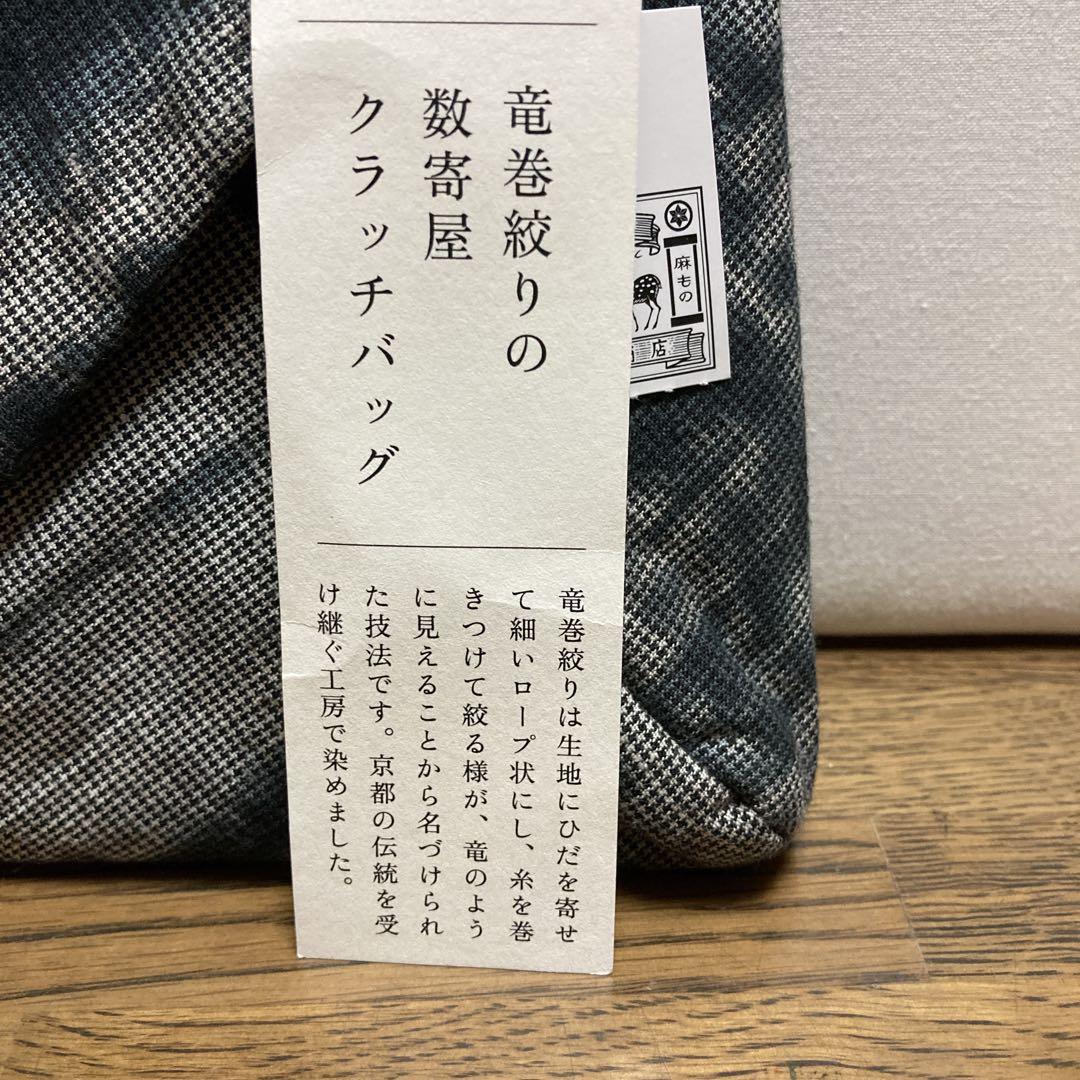 竜巻絞りの
数寄屋
クラッチバッグ
竜巻絞りは生地にひだを寄せ
て細いロープ状にし、糸を巻
きつけて絞る様が、竜のよう
に見えることから名づけられ
た技法です。京都の伝統を受
け継ぐ工房で染めました。
麻もの
店